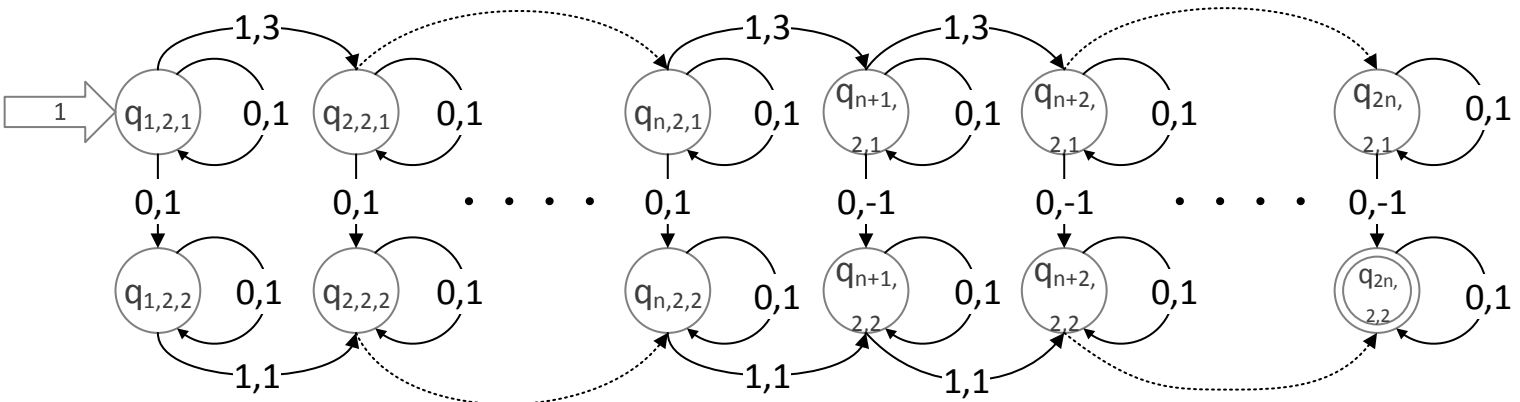 1,3 1,3 1,3
1 q1,2,1 0,1 q2,2,1 0,1 qn,2,1 0,1 qn+1, 2,1 0,1 qn+2, 2,1 0,1 q2n, 2,1 0,1
0,1 0,1 · · · · 0,1 0,-1 0,-1 · · · · 0,-1
q1,2,2 0,1 q2,2,2 0,1 qn,2,2 0,1 qn+1, 2,2 0,1 qn+2, 2,2 0,1 q2n, 2,2 0,1
1,1 1,1 1,1